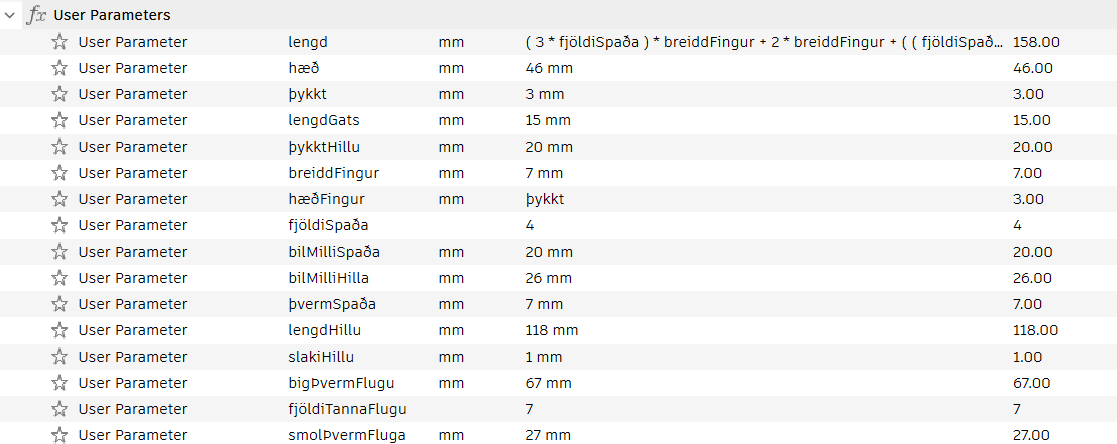 fx User Parameters
User Parameter lengd mm ( 3 * fjöldiSpaða ) * breiddFingur + 2 * breiddFingur + ( ( fjöldiSpað... 158.00
User Parameter hæð mm 46 mm 46.00
User Parameter þykkt mm 3 mm 3.00
User Parameter lengdGats mm 15 mm 15.00
User Parameter þykktHillu mm 20 mm 20.00
User Parameter breiddFingur mm 7 mm 7.00
User Parameter hæðFingur mm þykkt 3.00
User Parameter fjöldiSpaða 4 4
User Parameter bilMilliSpaða mm 20 mm 20.00
User Parameter bilMilliHilla mm 26 mm 26.00
User Parameter þvermSpaða mm 7 mm 7.00
User Parameter lengdHillu mm 118 mm 118.00
User Parameter slakiHillu mm 1 mm 1.00
User Parameter bigÞvermFlugu mm 67 mm 67.00
User Parameter fjöldiTannaFlugu 7 7
User Parameter smolÞvermFluga mm 27 mm 27.00